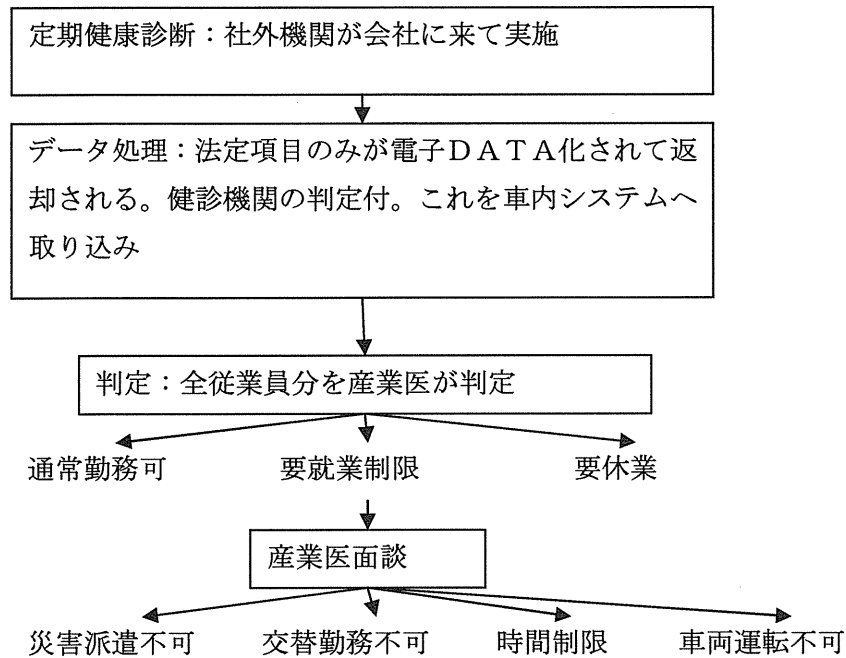 定期健康診断：社外機関が会社に来て実施
データ処理：法定項目のみが電子ＤＡＴＡ化されて返
却される。健診機関の判定付。これを車内システムへ
取り込み
判定：全従業員分を産業医が判定
通常勤務可　要就業制限　要休業
産業医面談
災害派遣不可　交替勤務不可　時間制限　車両運転不可